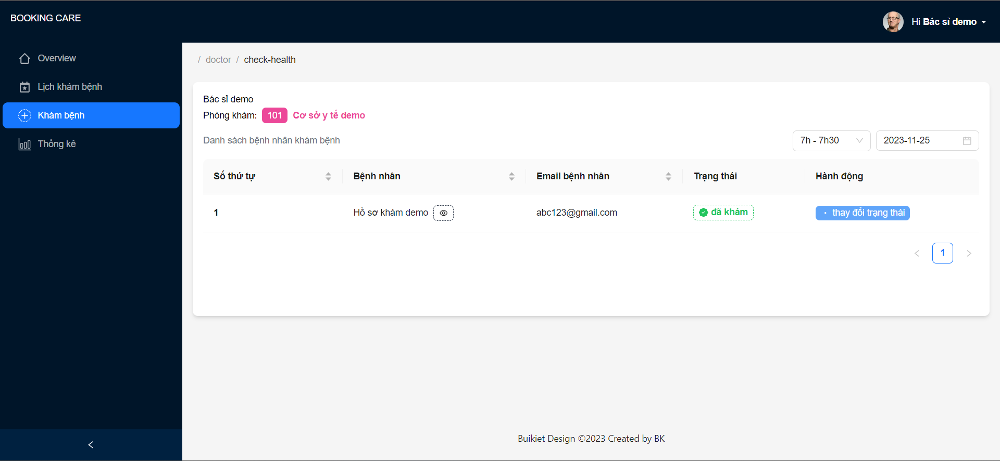 BOOKING CARE
Hi Bác sỉ demo
Overview
Lịch khám bệnh
Khám bệnh
Thống kê
/ doctor / check-health
Bác sỉ demo
Phòng khám: 101 Cơ sở y tế demo
Danh sách bệnh nhân khám bệnh
7h - 7h30
2023-11-25
Số thứ tự Bệnh nhân Email bệnh nhân Trạng thái Hành động
1 Hồ sơ khám demo abc123@gmail.com đã khám thay đổi trạng thái
1
Buikiet Design ©2023 Created by BK